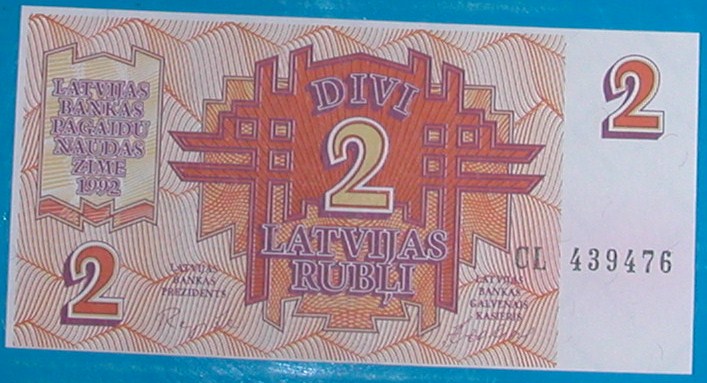 LATVIJAS
BANKAS
PAGAIDU
NAUDAS
ZĪME
1992
DIVI
2
2
LATVIJAS
RUBĻI
CL 439476
2
LATVIJAS
BANKAS
PREZIDENTS
LATVIJAS
BANKAS
GALVENAIS
KASIERIS